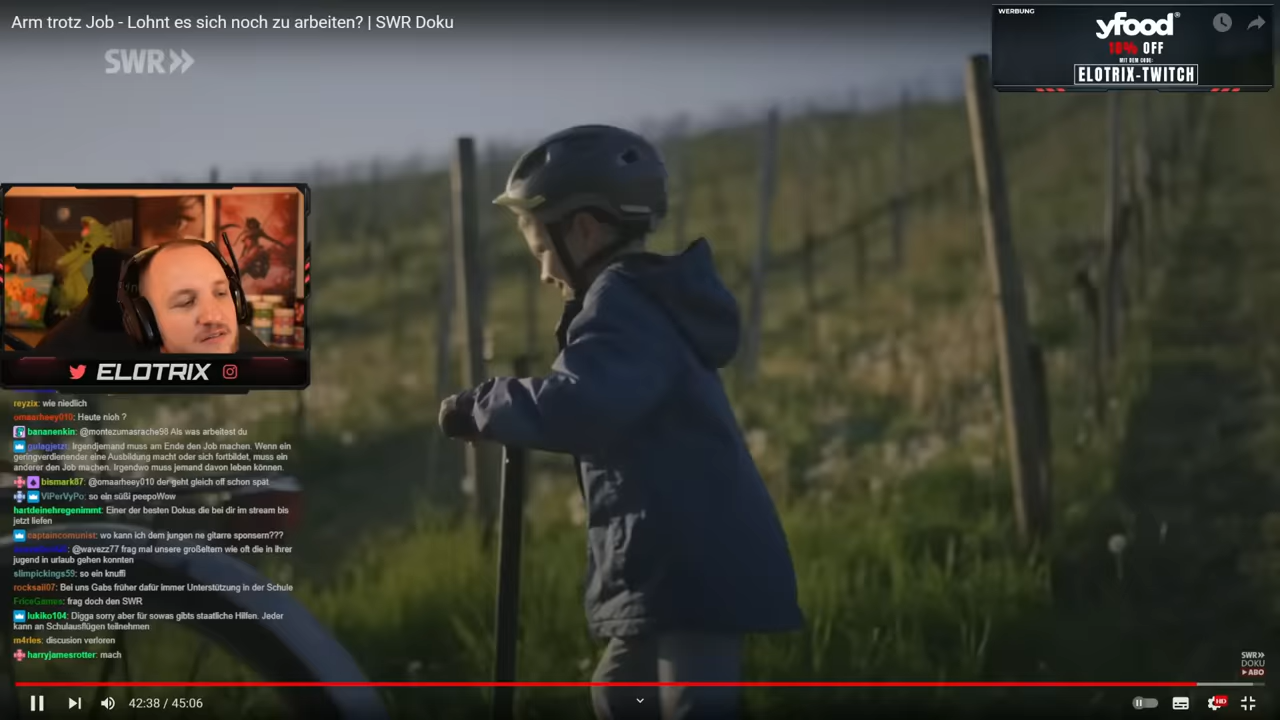 Arm trotz Job - Lohnt es sich noch zu arbeiten? | SWR Doku
SWR
WERBUNG
yfood®
10% OFF
MIT DEM CODE:
ELOTRIX-TWITCH
ELOTRIX
reyzix: wie niedlich
omaarheey010: Heute nioh ?
bananenkin: @montezumasrache98 Als was arbeitest du
gulagjetzt: Irgendjemand muss am Ende den Job machen. Wenn ein
geringverdienender eine Ausbildung macht oder sich fortbildet, muss ein
anderer den Job machen. Irgendwo muss jemand davon leben können.
bismark87: @omaarheey010 der geht gleich off schon spät
ViPerVyPo: so ein süßi peepoWow
hartdeinehregenimmt: Einer der besten Dokus die bei dir im stream bis
jetzt liefen
captaincomunist: wo kann ich dem jungen ne gitarre sponsern???
: @wavezz77 frag mal unsere großeltern wie oft die in ihrer
jugend in urlaub gehen konnten
slimpickings59: so ein knuffi
rocksail07: Bei uns Gabs früher dafür immer Unterstützung in der Schule
FriceGames: frag doch den SWR
lukiko104: Digga sorry aber für sowas gibts staatliche Hilfen. Jeder
kann an Schulausflügen teilnehmen
m4rles: discusion verloren
harryjamesrotter: mach
SWR
DOKU
ABO
42:38 / 45:06
HD